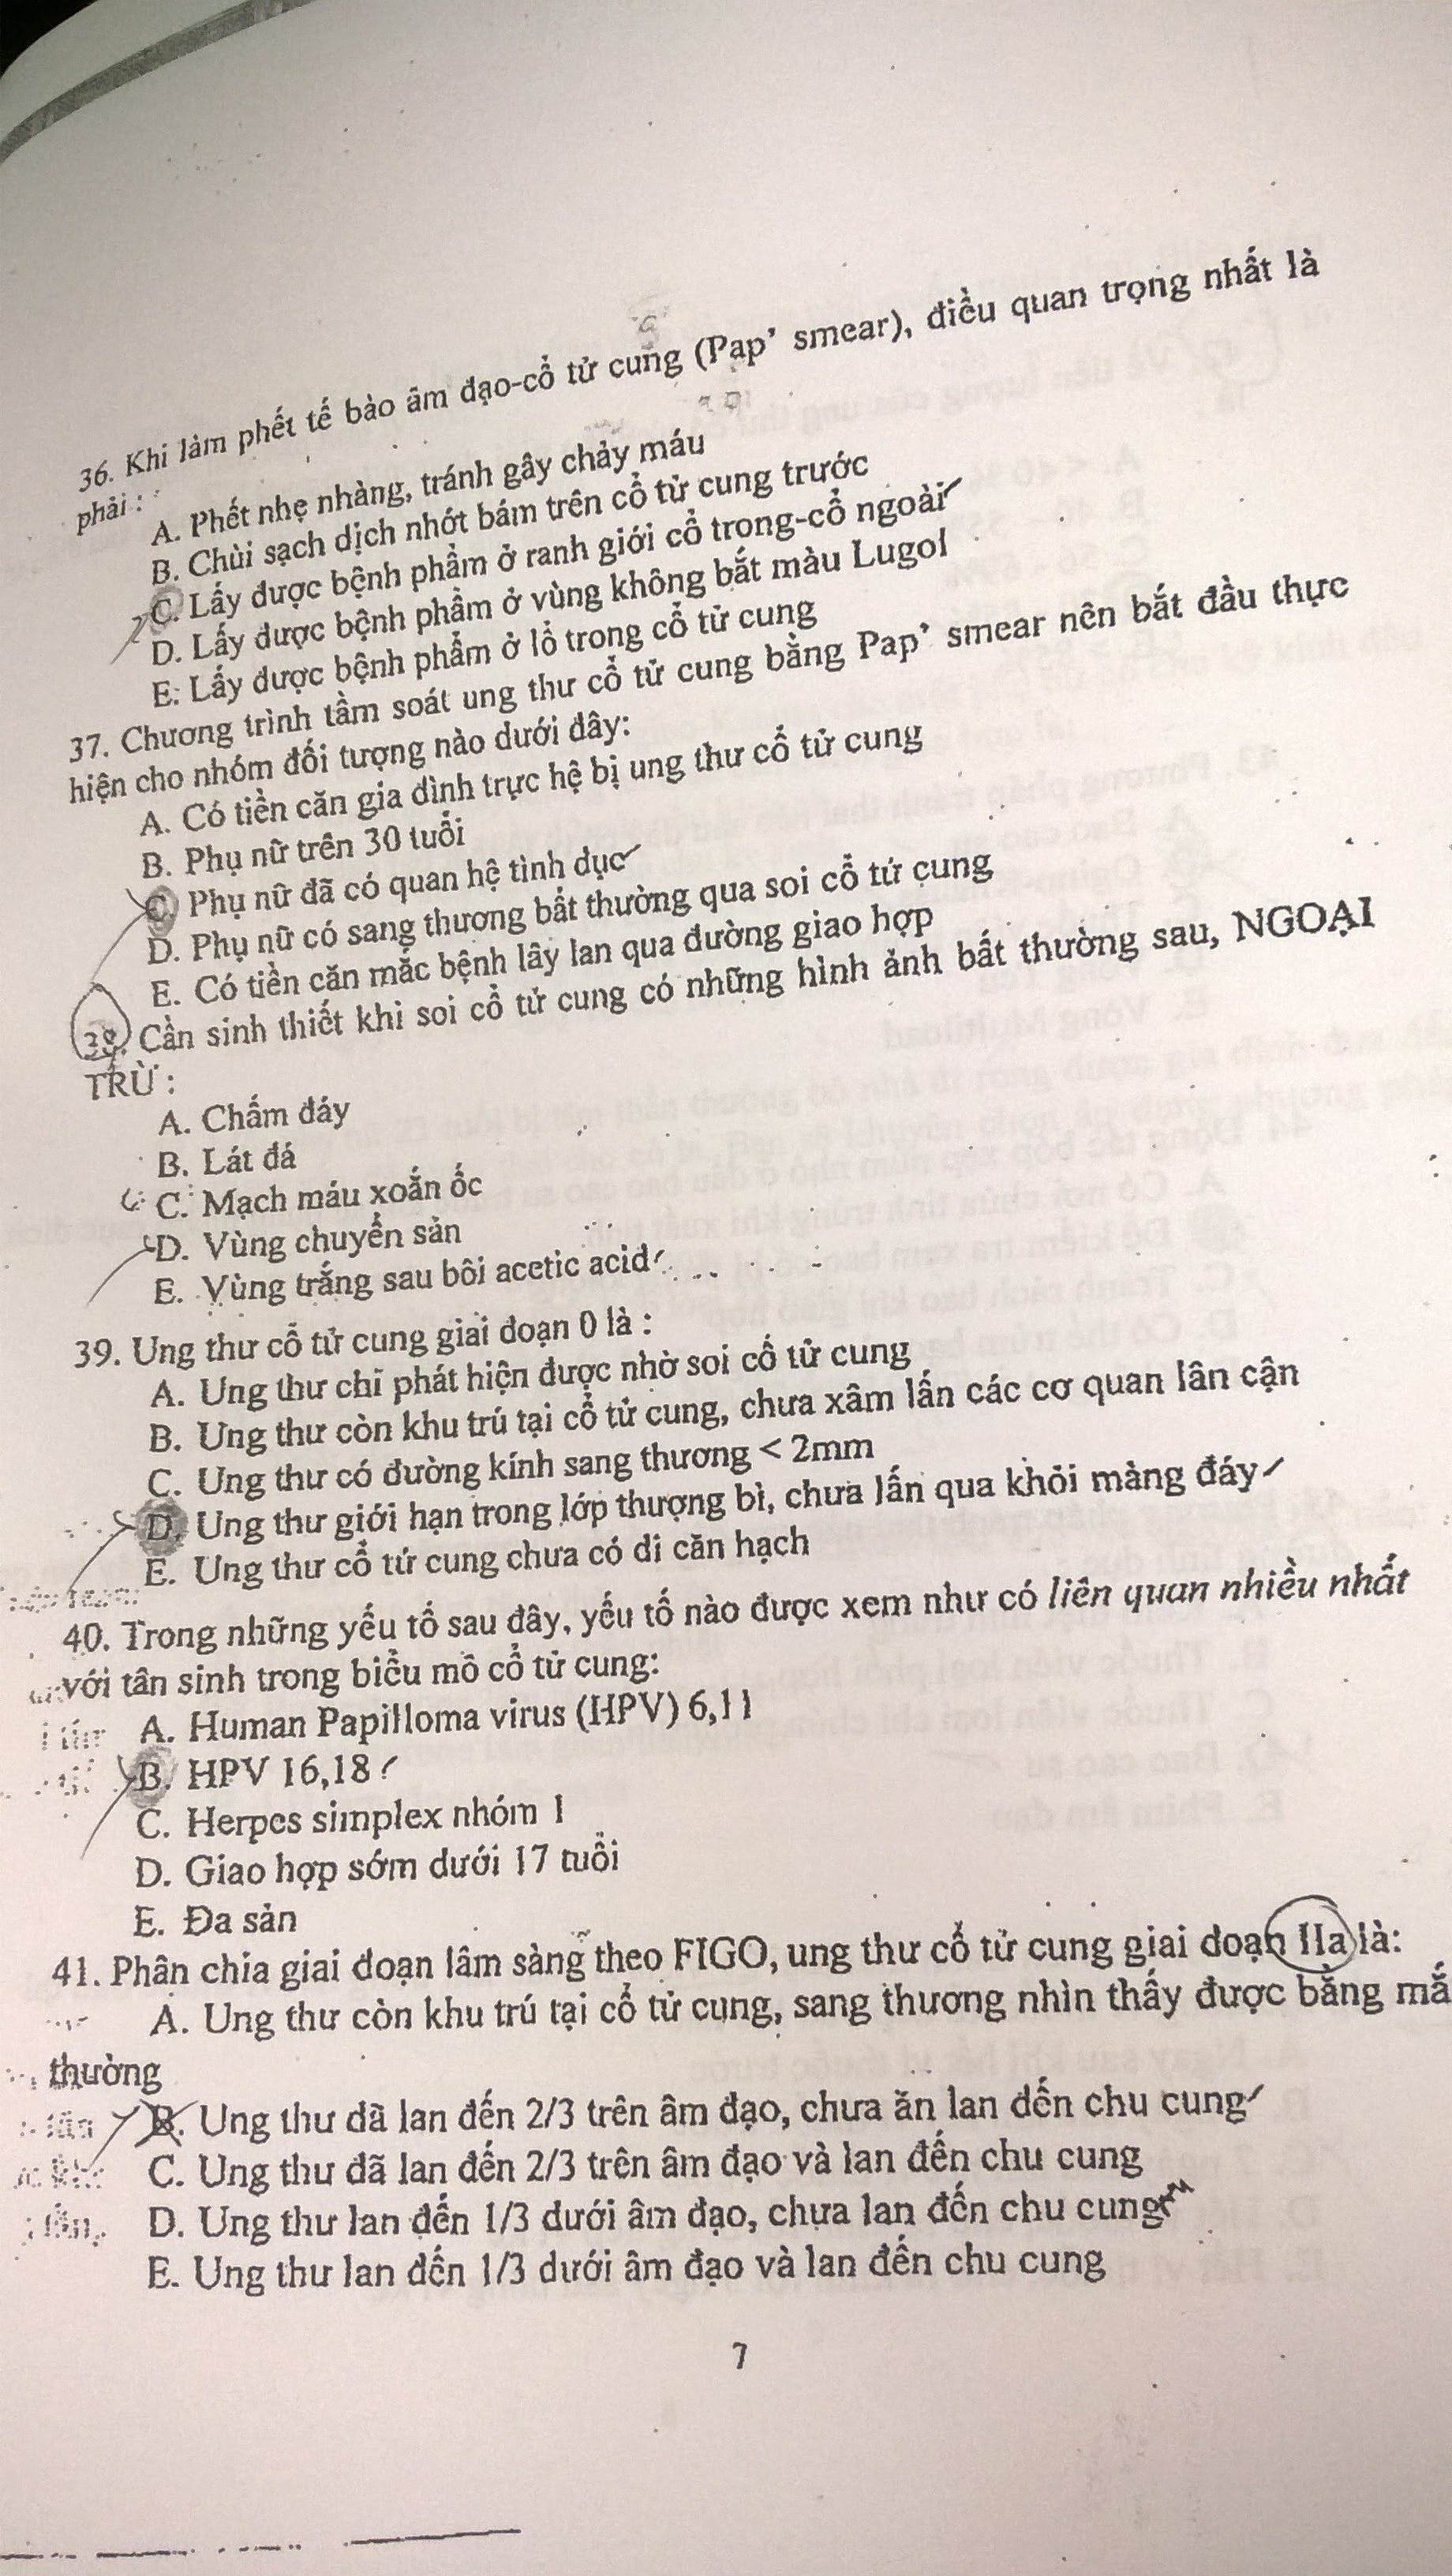 36. Khi làm phết tế bào âm đạo-cổ tử cung (Pap’ smear), điều quan trọng nhất là
phải :
A. Phết nhẹ nhàng, tránh gây chảy máu
B. Chùi sạch dịch nhớt bám trên cổ tử cung trước
C. Lấy được bệnh phẩm ở ranh giới cổ trong-cổ ngoài
D. Lấy được bệnh phẩm ở vùng không bắt màu Lugol
E. Lấy được bệnh phẩm ở lổ trong cổ tử cung
37. Chương trình tầm soát ung thư cổ tử cung bằng Pap’ smear nên bắt đầu thực
hiện cho nhóm đối tượng nào dưới đây:
A. Có tiền căn gia đình trực hệ bị ung thư cổ tử cung
B. Phụ nữ trên 30 tuổi
C. Phụ nữ đã có quan hệ tình dục
D. Phụ nữ có sang thương bất thường qua soi cổ tử cung
E. Có tiền căn mắc bệnh lây lan qua đường giao hợp
38. Cần sinh thiết khi soi cổ tử cung có những hình ảnh bất thường sau, NGOẠI
TRỪ :
A. Chấm đáy
B. Lát đá
C. Mạch máu xoắn ốc
D. Vùng chuyển sản
E. Vùng trắng sau bôi acetic acid
39. Ung thư cổ tử cung giai đoạn 0 là :
A. Ung thư chỉ phát hiện được nhờ soi cổ tử cung
B. Ung thư còn khu trú tại cổ tử cung, chưa xâm lấn các cơ quan lân cận
C. Ung thư có đường kính sang thương < 2mm
D. Ung thư giới hạn trong lớp thượng bì, chưa lấn qua khỏi màng đáy
E. Ung thư cổ tử cung chưa có di căn hạch
40. Trong những yếu tố sau đây, yếu tố nào được xem như có liên quan nhiều nhất
với tân sinh trong biểu mô cổ tử cung:
A. Human Papilloma virus (HPV) 6,11
B. HPV 16,18
C. Herpes simplex nhóm 1
D. Giao hợp sớm dưới 17 tuổi
E. Đa sản
41. Phân chia giai đoạn lâm sàng theo FIGO, ung thư cổ tử cung giai đoạn IIa là:
A. Ung thư còn khu trú tại cổ tử cung, sang thương nhìn thấy được bằng mắ
thường
B. Ung thư đã lan đến 2/3 trên âm đạo, chưa ăn lan đến chu cung
C. Ung thư đã lan đến 2/3 trên âm đạo và lan đến chu cung
D. Ung thư lan đến 1/3 dưới âm đạo, chưa lan đến chu cung
E. Ung thư lan đến 1/3 dưới âm đạo và lan đến chu cung
7